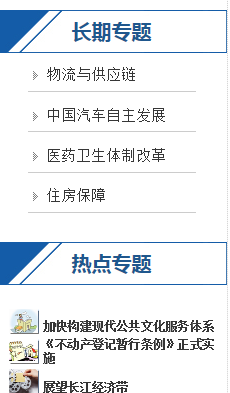 长期专题
物流与供应链
中国汽车自主发展
医药卫生体制改革
住房保障
热点专题
加快构建现代公共文化服务体系
《不动产登记暂行条例》正式实
施
展望长江经济带